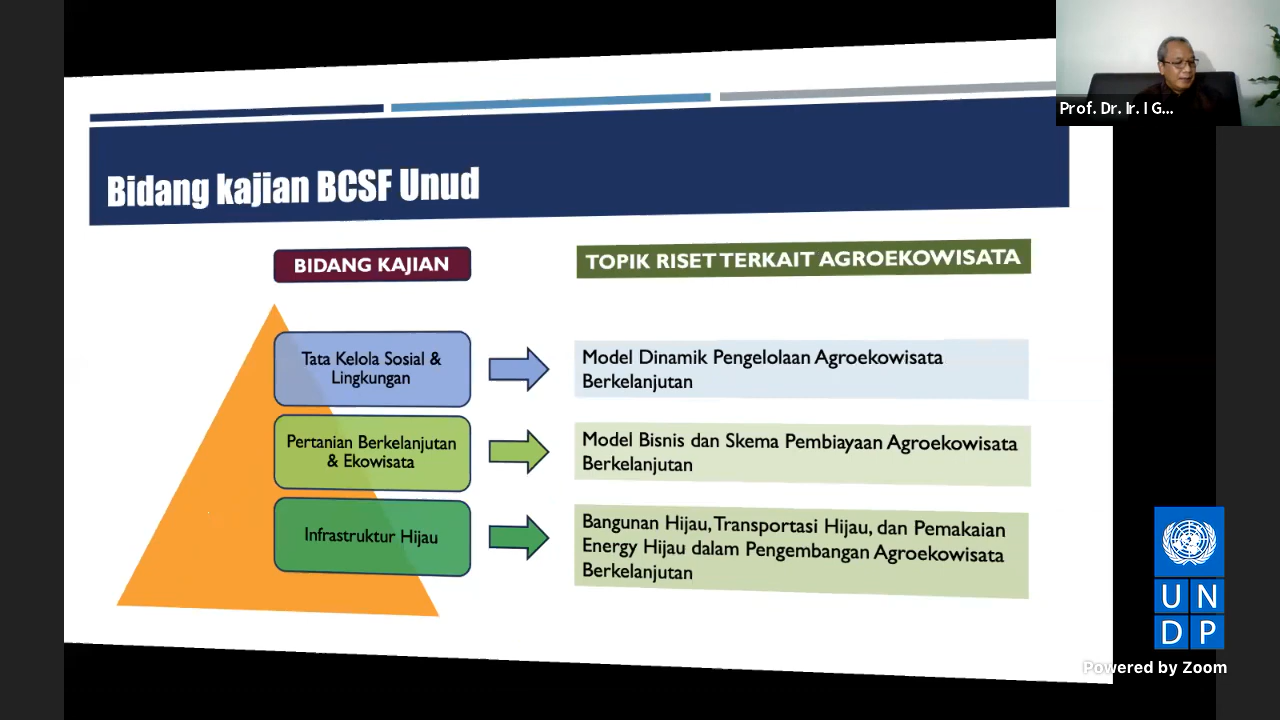 Prof. Dr. Ir. I G...
Bidang kajian BCSF Unud
BIDANG KAJIAN
TOPIK RISET TERKAIT AGROEKOWISATA
Tata Kelola Sosial &
Lingkungan
Model Dinamik Pengelolaan Agroekowisata
Berkelanjutan
Pertanian Berkelanjutan
& Ekowisata
Model Bisnis dan Skema Pembiayaan Agroekowisata
Berkelanjutan
Infrastruktur Hijau
Bangunan Hijau, Transportasi Hijau, dan Pemakaian
Energy Hijau dalam Pengembangan Agroekowisata
Berkelanjutan
U N
D P
Powered by Zoom